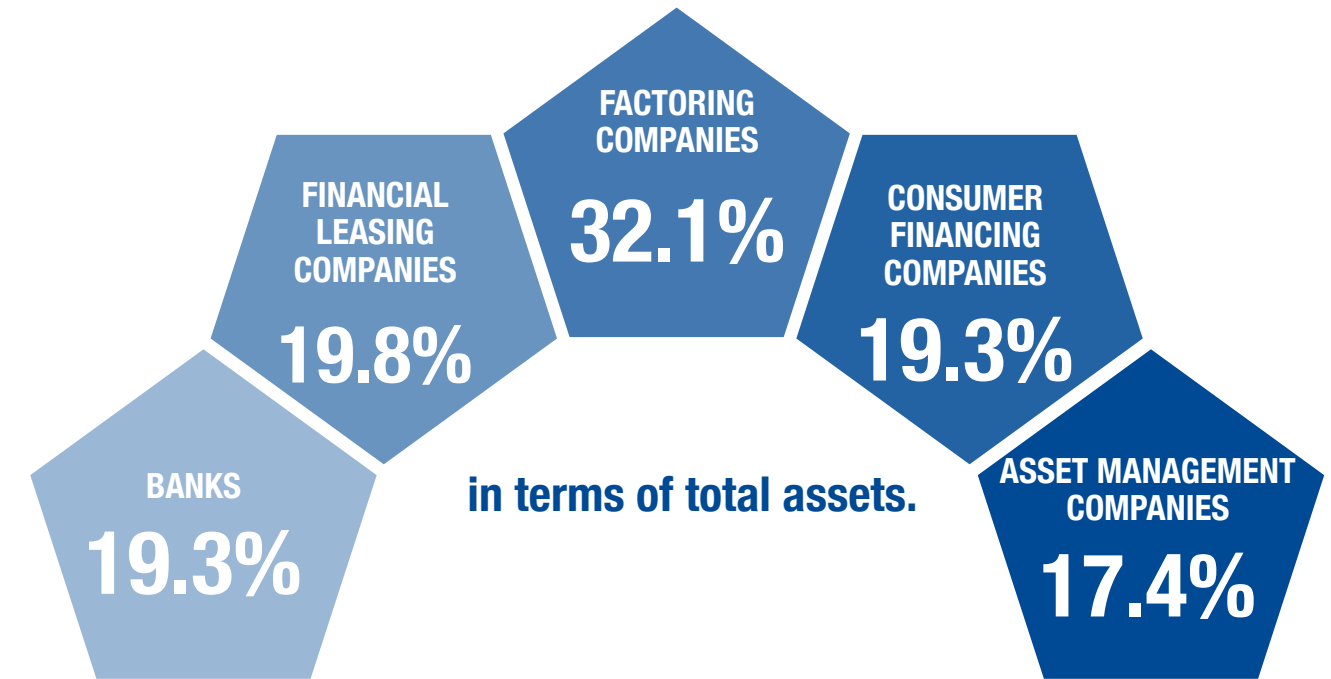 BANKS
19.3%
FINANCIAL
LEASING
COMPANIES
19.8%
FACTORING
COMPANIES
32.1%
CONSUMER
FINANCING
COMPANIES
19.3%
ASSET MANAGEMENT
COMPANIES
17.4%
in terms of total assets.